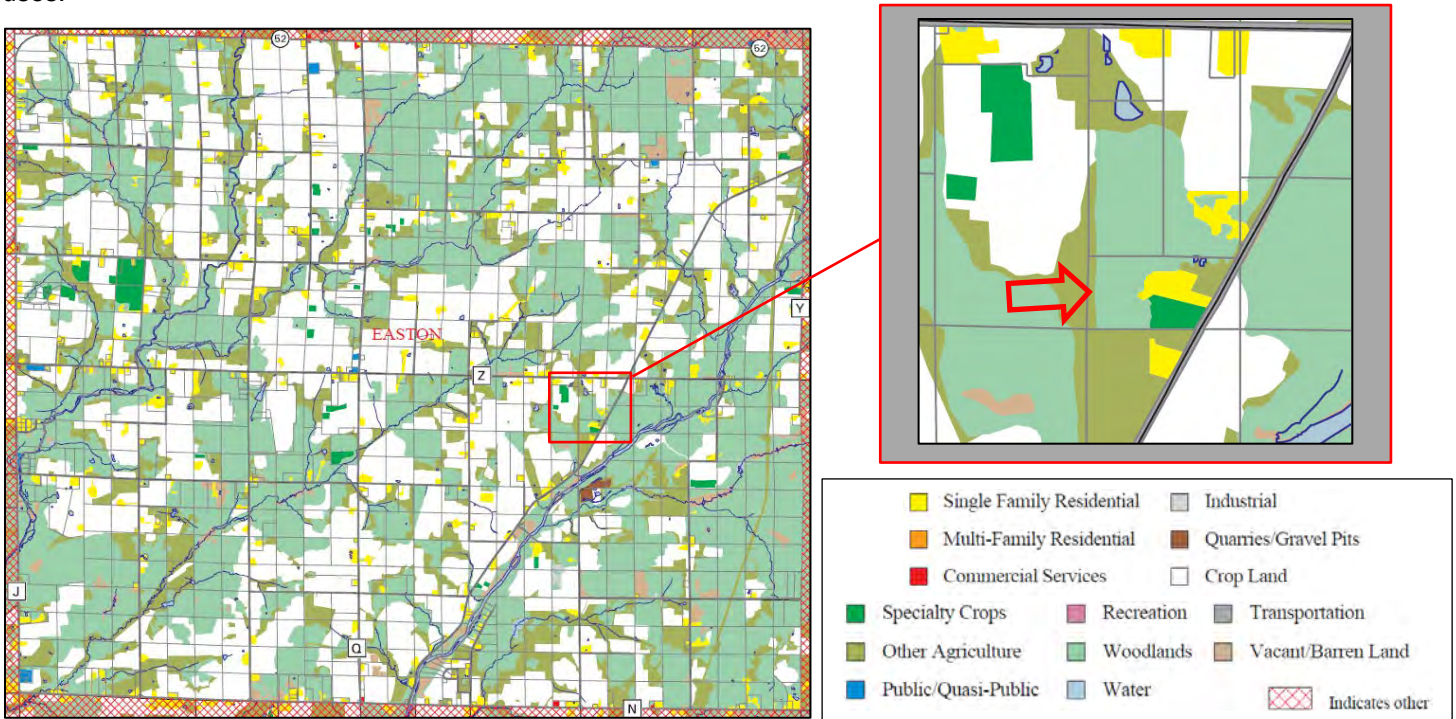 52
52
Y
EASTON
Z
J
Q
N
Single Family Residential
Industrial
Multi-Family Residential
Quarries/Gravel Pits
Commercial Services
Crop Land
Specialty Crops
Recreation
Transportation
Other Agriculture
Woodlands
Vacant/Barren Land
Public/Quasi-Public
Water
Indicates other